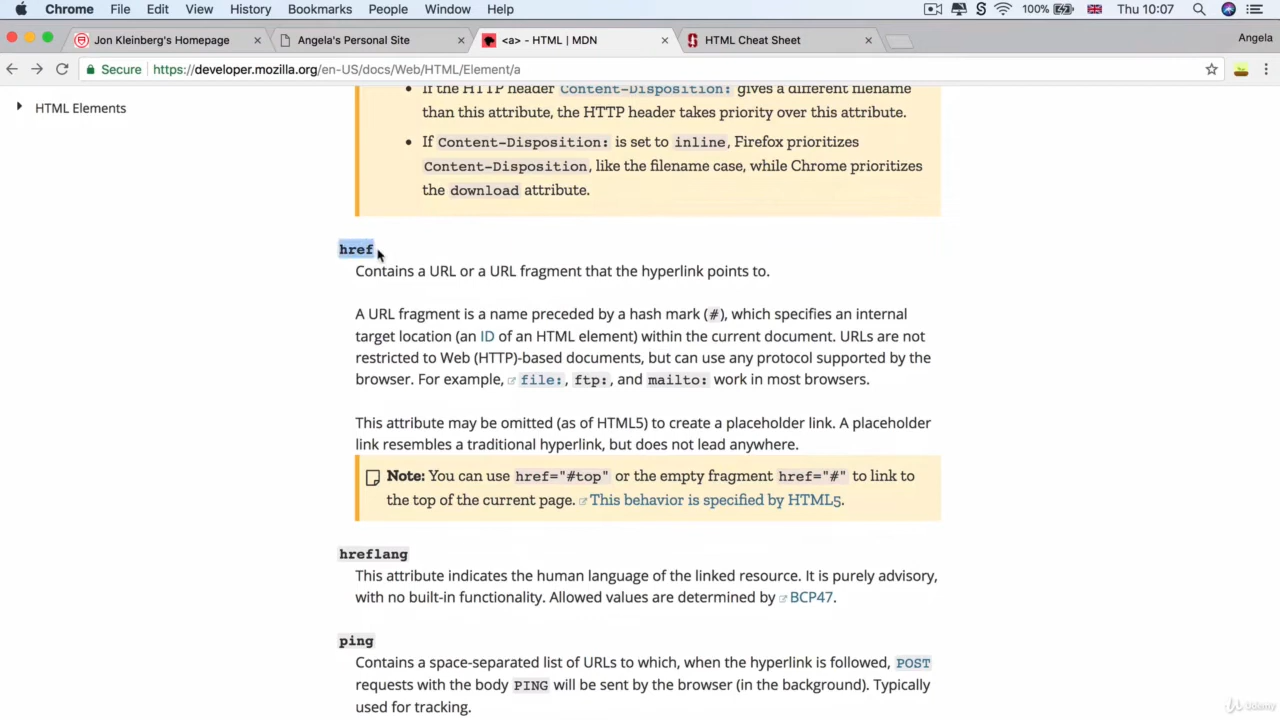 Chrome File Edit View History Bookmarks People Window Help 100% Thu 10:07
Jon Kleinberg's Homepage Angela's Personal Site <a> - HTML | MDN HTML Cheat Sheet Angela
Secure https://developer.mozilla.org/en-US/docs/Web/HTML/Element/a
HTML Elements
If the HTTP header Content-Disposition: gives a different filename
than this attribute, the HTTP header takes priority over this attribute.
If Content-Disposition: is set to inline, Firefox prioritizes
Content-Disposition, like the filename case, while Chrome prioritizes
the download attribute.
href
Contains a URL or a URL fragment that the hyperlink points to.
A URL fragment is a name preceded by a hash mark (#), which specifies an internal
target location (an ID of an HTML element) within the current document. URLs are not
restricted to Web (HTTP)-based documents, but can use any protocol supported by the
browser. For example, file:, ftp:, and mailto: work in most browsers.
This attribute may be omitted (as of HTML5) to create a placeholder link. A placeholder
link resembles a traditional hyperlink, but does not lead anywhere.
Note: You can use href="#top" or the empty fragment href="#" to link to
the top of the current page. This behavior is specified by HTML5.
hreflang
This attribute indicates the human language of the linked resource. It is purely advisory,
with no built-in functionality. Allowed values are determined by BCP47.
ping
Contains a space-separated list of URLs to which, when the hyperlink is followed, POST
requests with the body PING will be sent by the browser (in the background). Typically
used for tracking.
Udemy